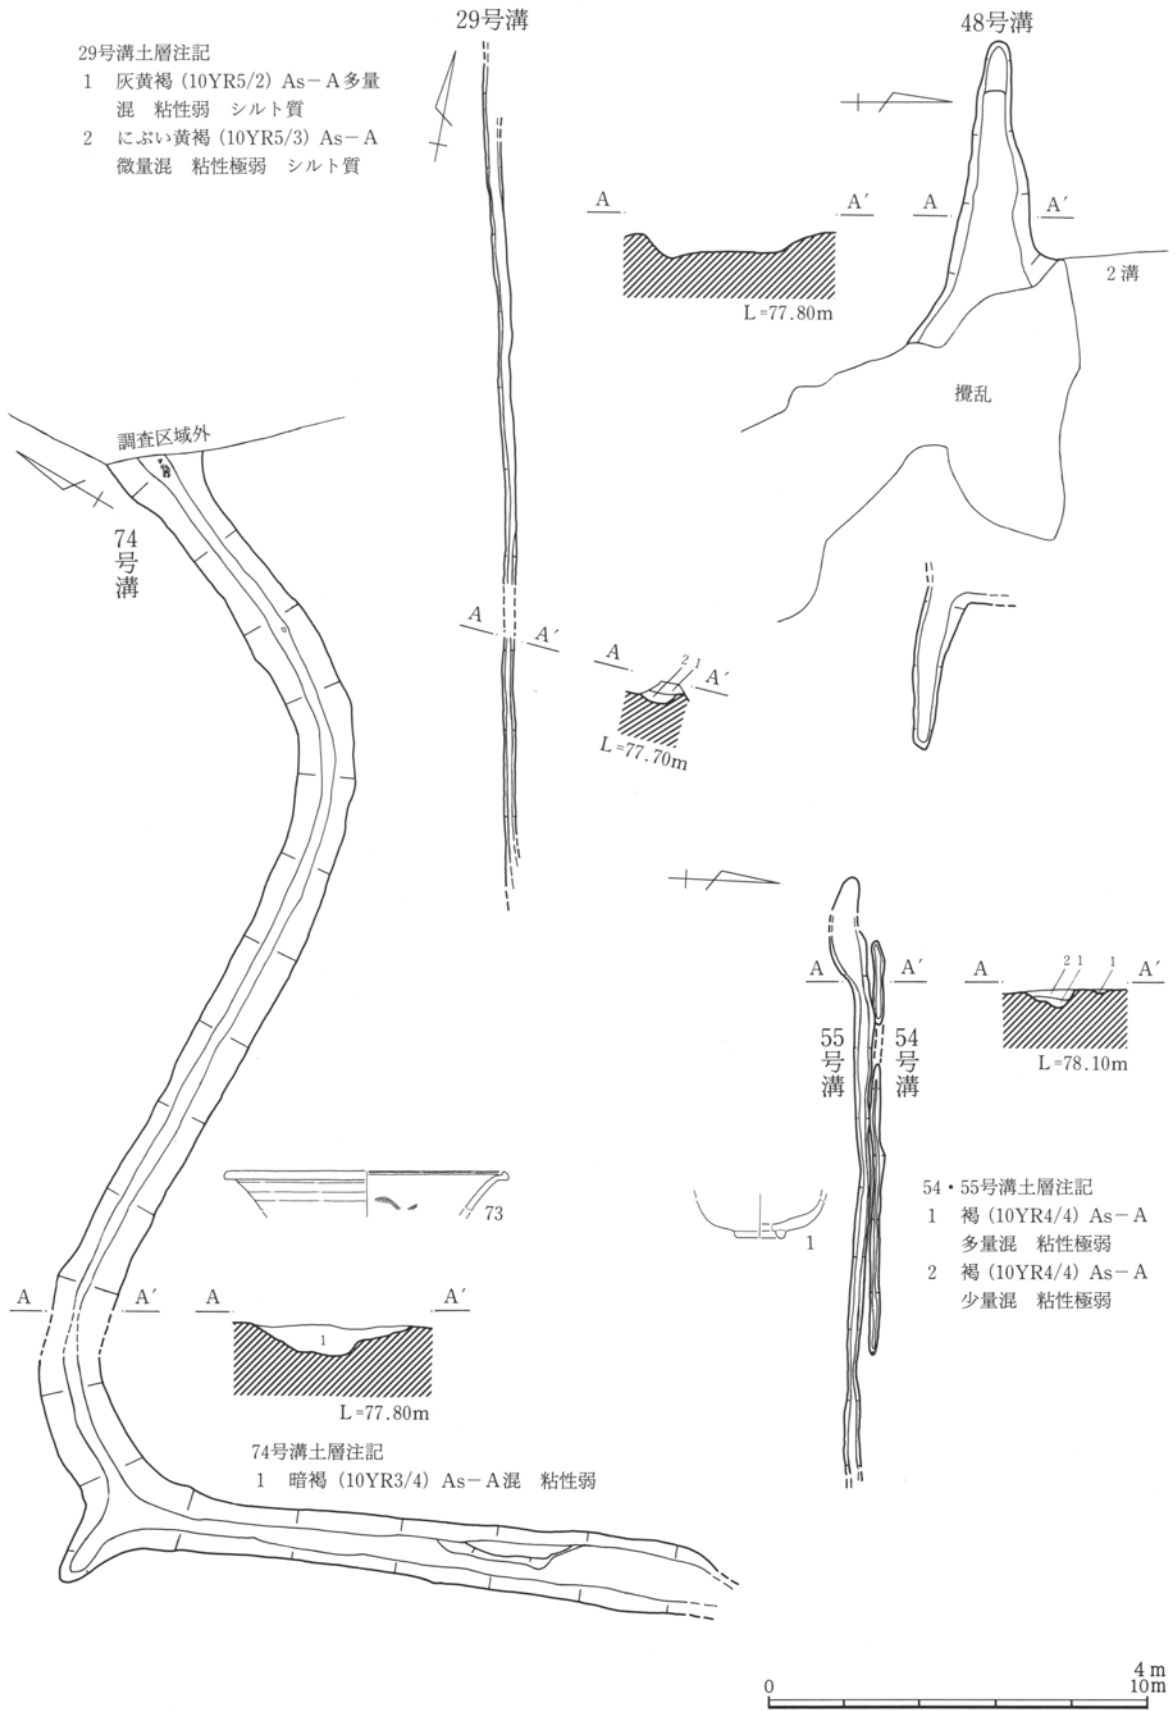 29号溝
48号溝
29号溝土層注記
1 灰黄褐(10YR5/2) As-A多量
混 粘性弱 シルト質
2 にぶい黄褐(10YR5/3) As-A
微量混 粘性極弱 シルト質
A
A′
A
A′
L=77.80m
2溝
攪乱
調査区域外
74号溝
A
A′
A
A′
2 1
L=77.70m
A
A′
A
A′
2 1
1
L=78.10m
55号溝
54号溝
73
1
54・55号溝土層注記
1 褐(10YR4/4) As-A
多量混 粘性極弱
2 褐(10YR4/4) As-A
少量混 粘性極弱
A
A′
A
A′
1
L=77.80m
74号溝土層注記
1 暗褐(10YR3/4) As-A混 粘性弱
4m
0
10m